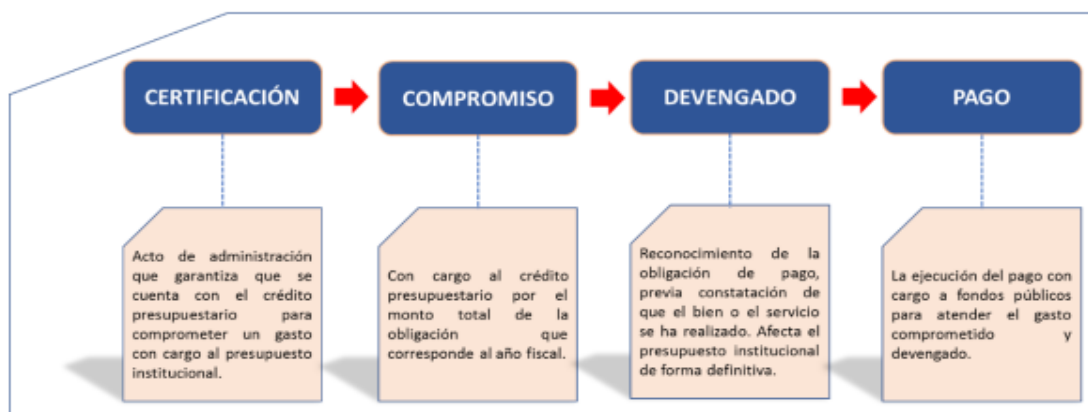 CERTIFICACIÓN
COMPROMISO
DEVENGADO
PAGO
Acto de administración
que garantiza que se
cuenta con el crédito
presupuestario para
comprometer un gasto
con cargo al presupuesto
institucional.
Con cargo al crédito
presupuestario por el
monto total de la
obligación que
corresponde al año fiscal.
Reconocimiento de la
obligación de pago,
previa constatación de
que el bien o el servicio
se ha realizado. Afecta el
presupuesto institucional
de forma definitiva.
La ejecución del pago con
cargo a fondos públicos
para atender el gasto
comprometido y
devengado.